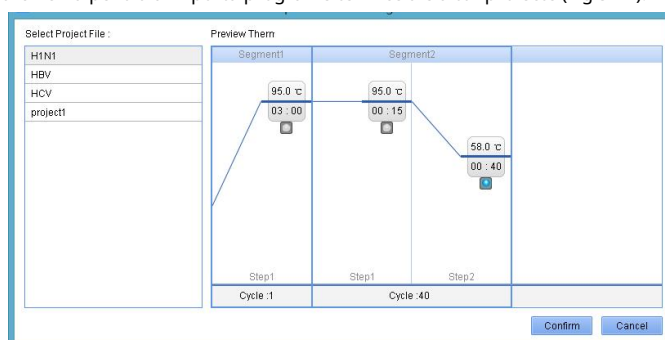 Select Project File :
Preview Therm
H1N1
HBV
HCV
project1
Segment1
Segment2
95.0 ℃
03 : 00
95.0 ℃
00 : 15
58.0 ℃
00 : 40
Step1
Step1
Step2
Cycle :1
Cycle :40
Confirm
Cancel